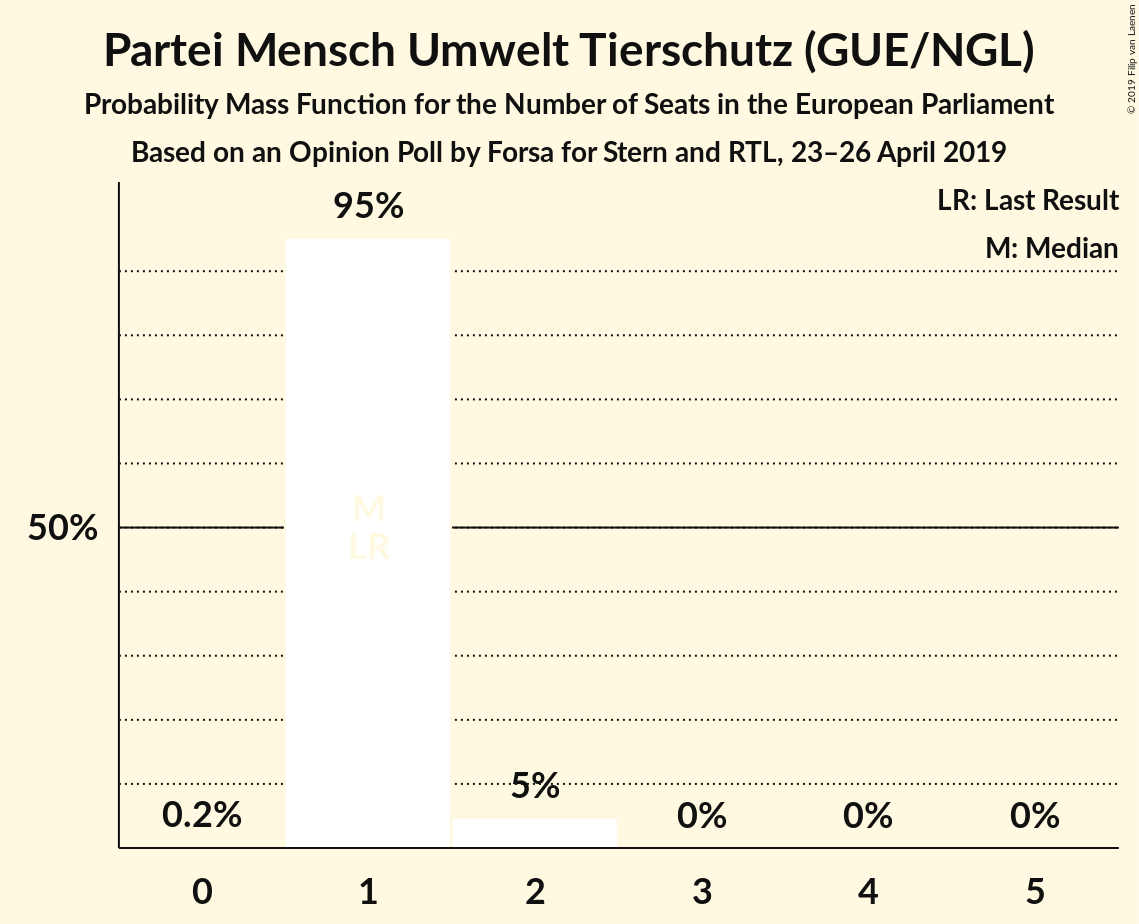 Partei Mensch Umwelt Tierschutz (GUE/NGL)
Probability Mass Function for the Number of Seats in the European Parliament
Based on an Opinion Poll by Forsa for Stern and RTL, 23–26 April 2019
© 2019 Filip van Laenen
LR: Last Result
M: Median
95%
M
LR
50%
5%
0.2%
0%
0%
0%
0
1
2
3
4
5